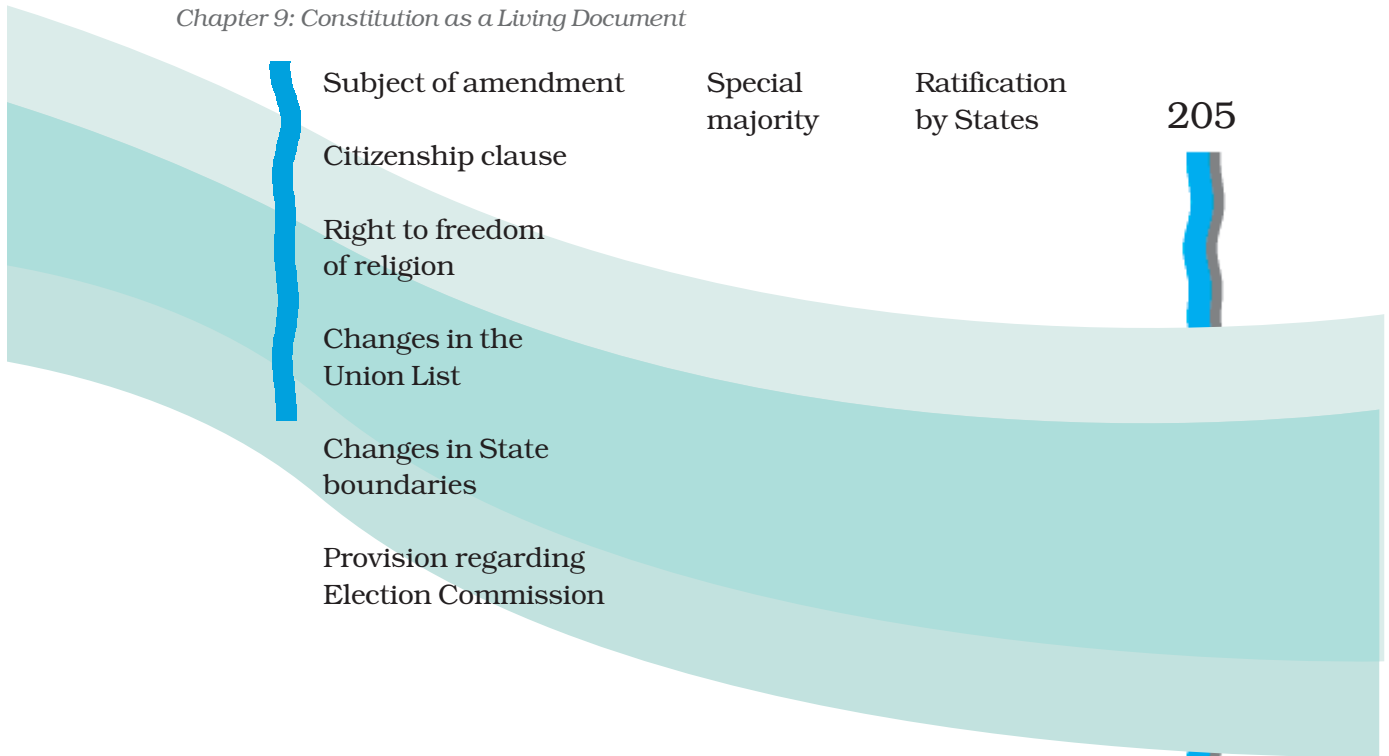 Chapter 9: Constitution as a Living Document
Subject of amendment Special Ratification
majority by States 205
Citizenship clause
Right to freedom
of religion
Changes in the
Union List
Changes in State
boundaries
Provision regarding
Election Commission